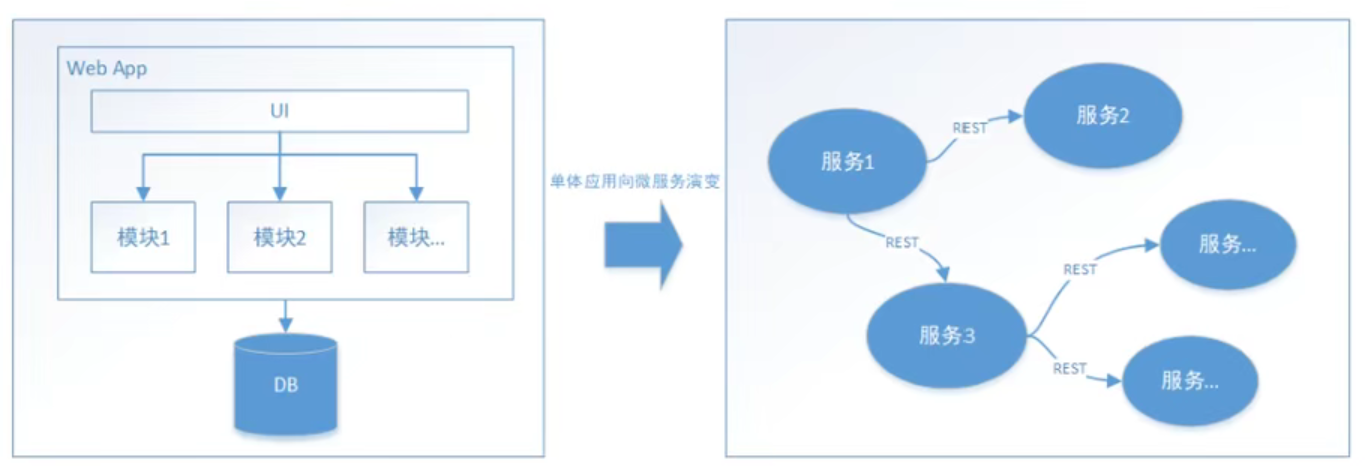 Web App
UI
模块1
模块2
模块...
DB
单体应用向微服务演变
服务1
REST
服务2
REST
服务3
REST
服务...
REST
服务...